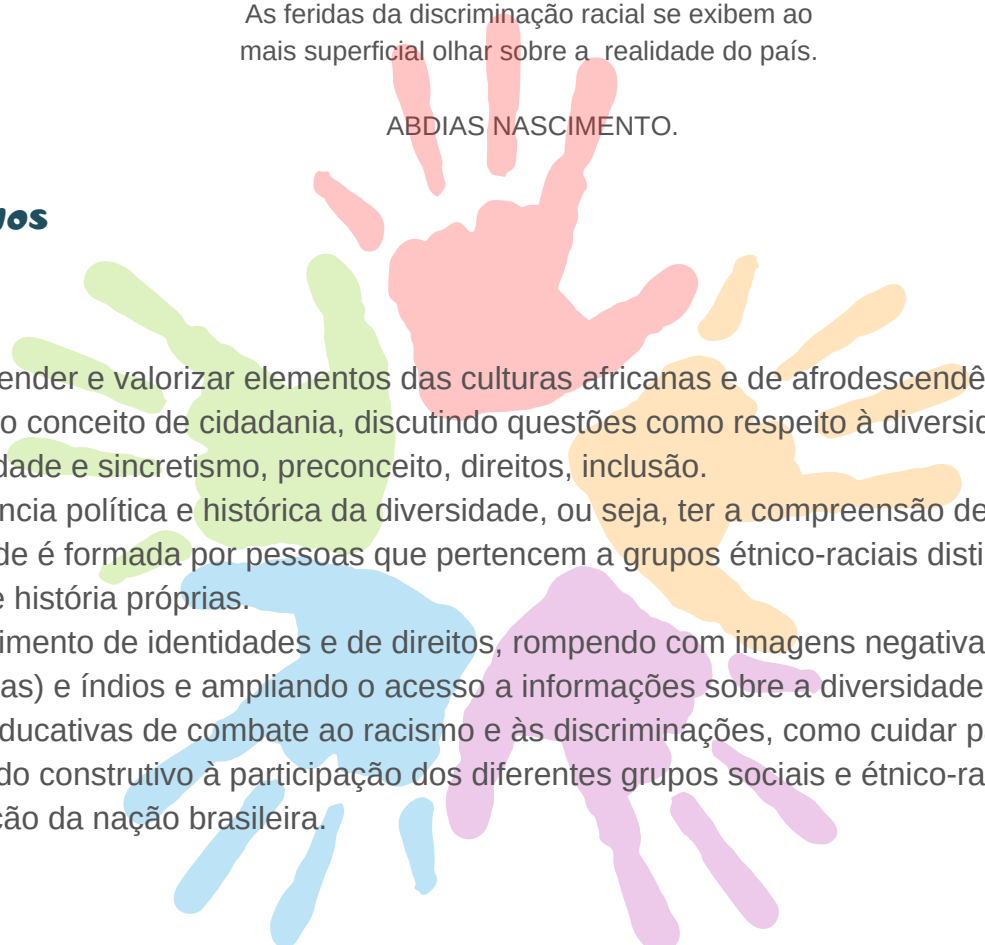 As feridas da discriminação racial se exibem ao
mais superficial olhar sobre a realidade do país.
ABDIAS NASCIMENTO.
vos
ender e valorizar elementos das culturas africanas e de afrodescendê
o conceito de cidadania, discutindo questões como respeito à diversid
dade e sincretismo, preconceito, direitos, inclusão.
ncia política e histórica da diversidade, ou seja, ter a compreensão de
de é formada por pessoas que pertencem a grupos étnico-raciais disti
e história próprias.
imento de identidades e de direitos, rompendo com imagens negativa
as) e índios e ampliando o acesso a informações sobre a diversidade
educativas de combate ao racismo e às discriminações, como cuidar p
do construtivo à participação dos diferentes grupos sociais e étnico-ra
ção da nação brasileira.